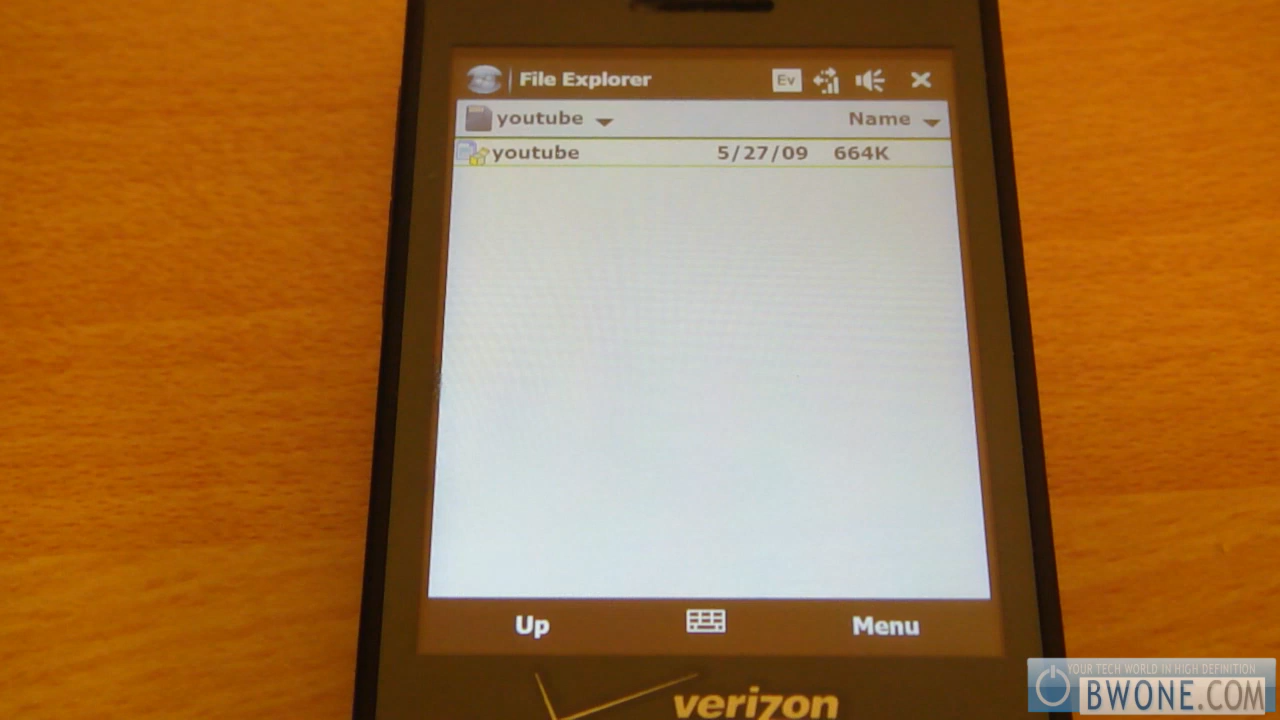 File Explorer Ev
youtube Name
youtube 5/27/09 664K
Up Menu
verizon
YOUR TECH WORLD IN HIGH DEFINITION
BWONE.COM